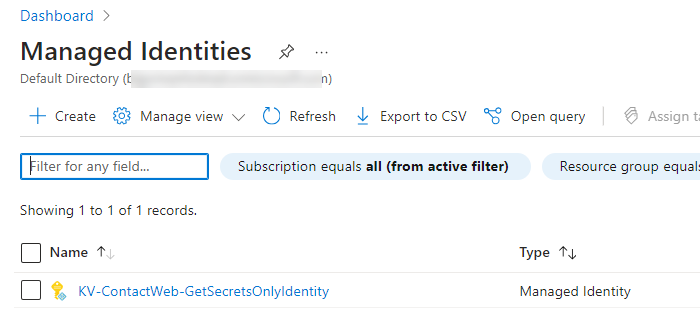 Dashboard
Managed Identities
Default Directory (b m)
Create Manage view Refresh Export to CSV Open query Assign ta
Filter for any field...
Subscription equals all (from active filter)
Resource group equals
Showing 1 to 1 of 1 records.
Name Type
KV-ContactWeb-GetSecretsOnlyIdentity Managed Identity